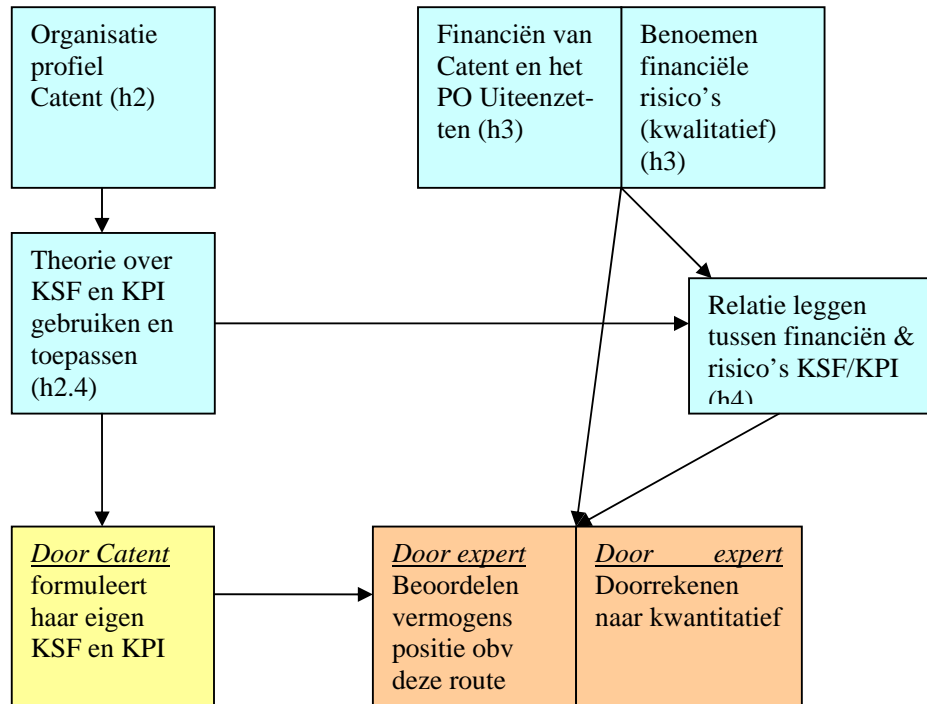 Organisatie
profiel
Catent (h2)
Financiën van
Catent en het
PO Uiteenzet-
ten (h3)
Benoemen
financiële
risico’s
(kwalitatief)
(h3)
Theorie over
KSF en KPI
gebruiken en
toepassen
(h2.4)
Relatie leggen
tussen financiën &
risico’s KSF/KPI
(h4)
Door Catent
formuleert
haar eigen
KSF en KPI
Door expert
Beoordelen
vermogens
positie obv
deze route
Door expert
Doorrekenen
naar kwantitatief